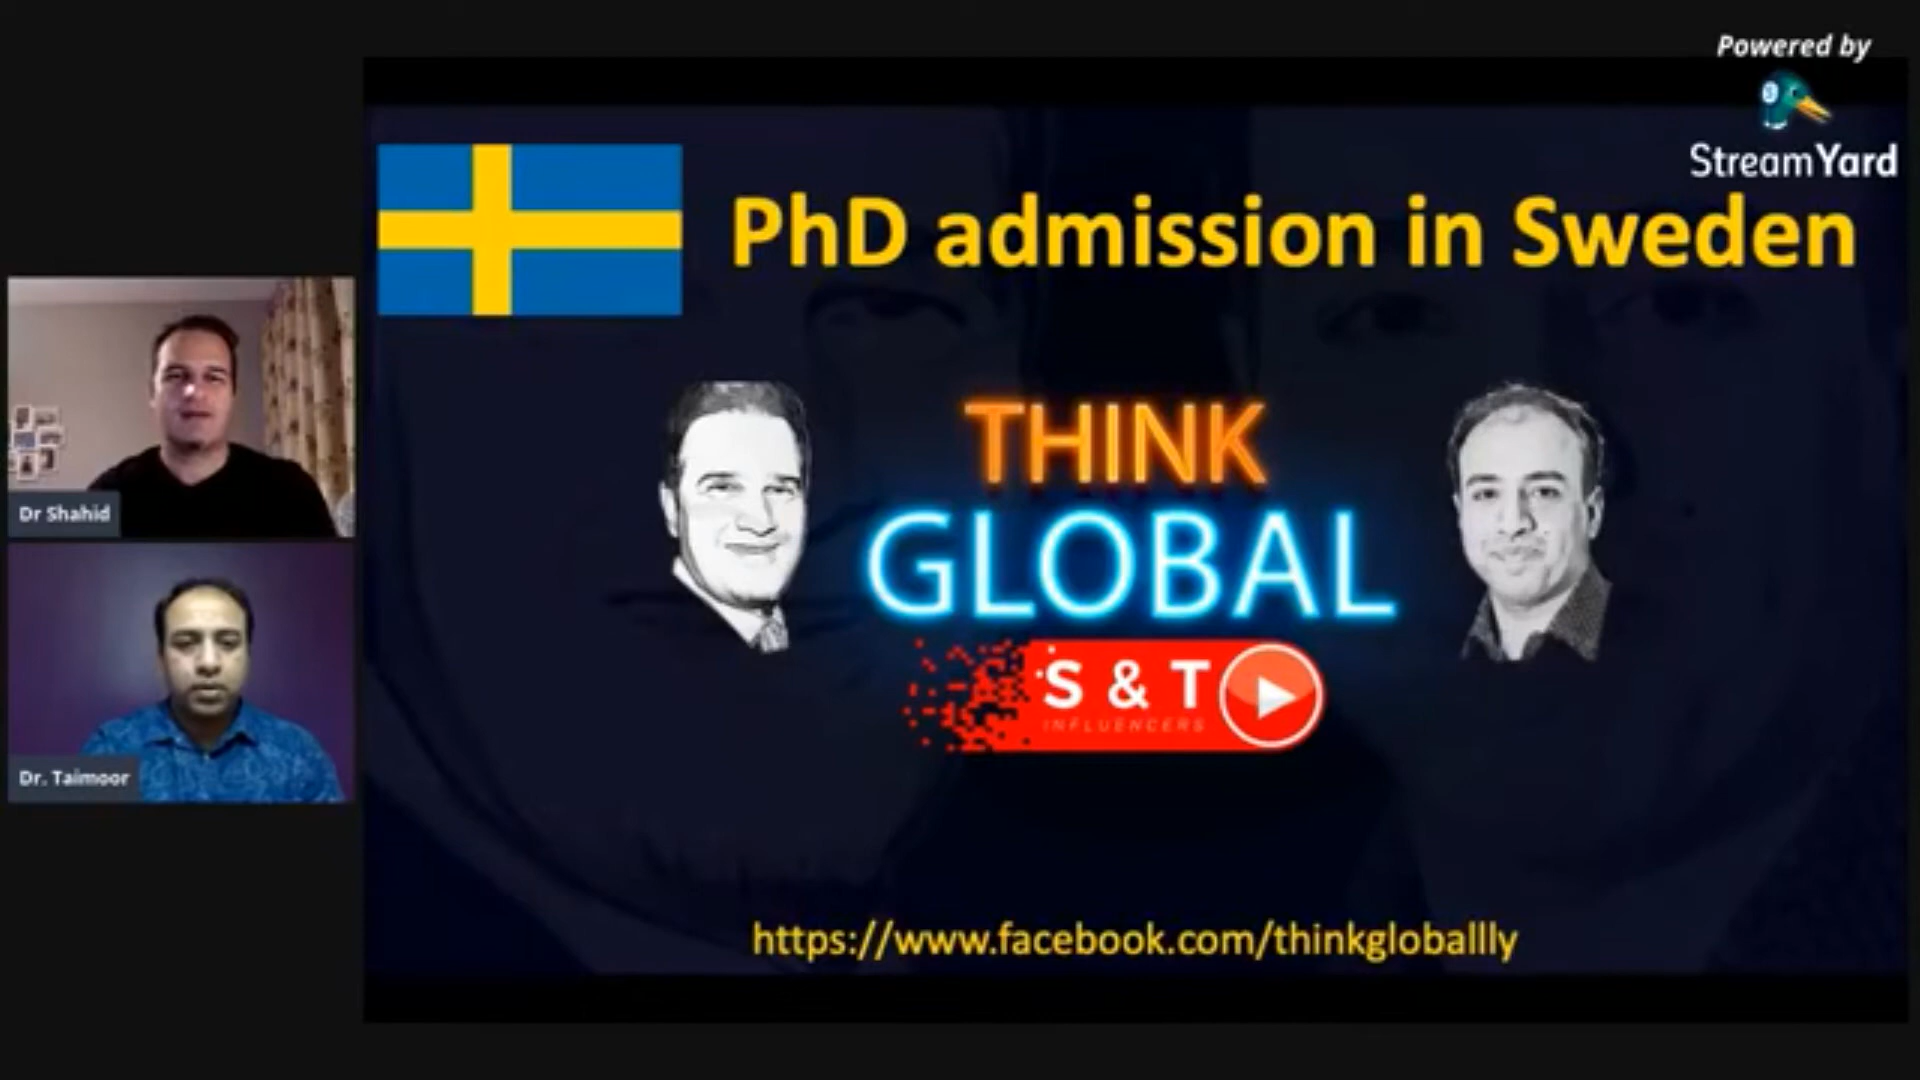 Powered by
StreamYard
PhD admission in Sweden
THINK
GLOBAL
S & T
INFLUENCERS
Dr Shahid
Dr. Taimoor
https://www.facebook.com/thinkgloballly